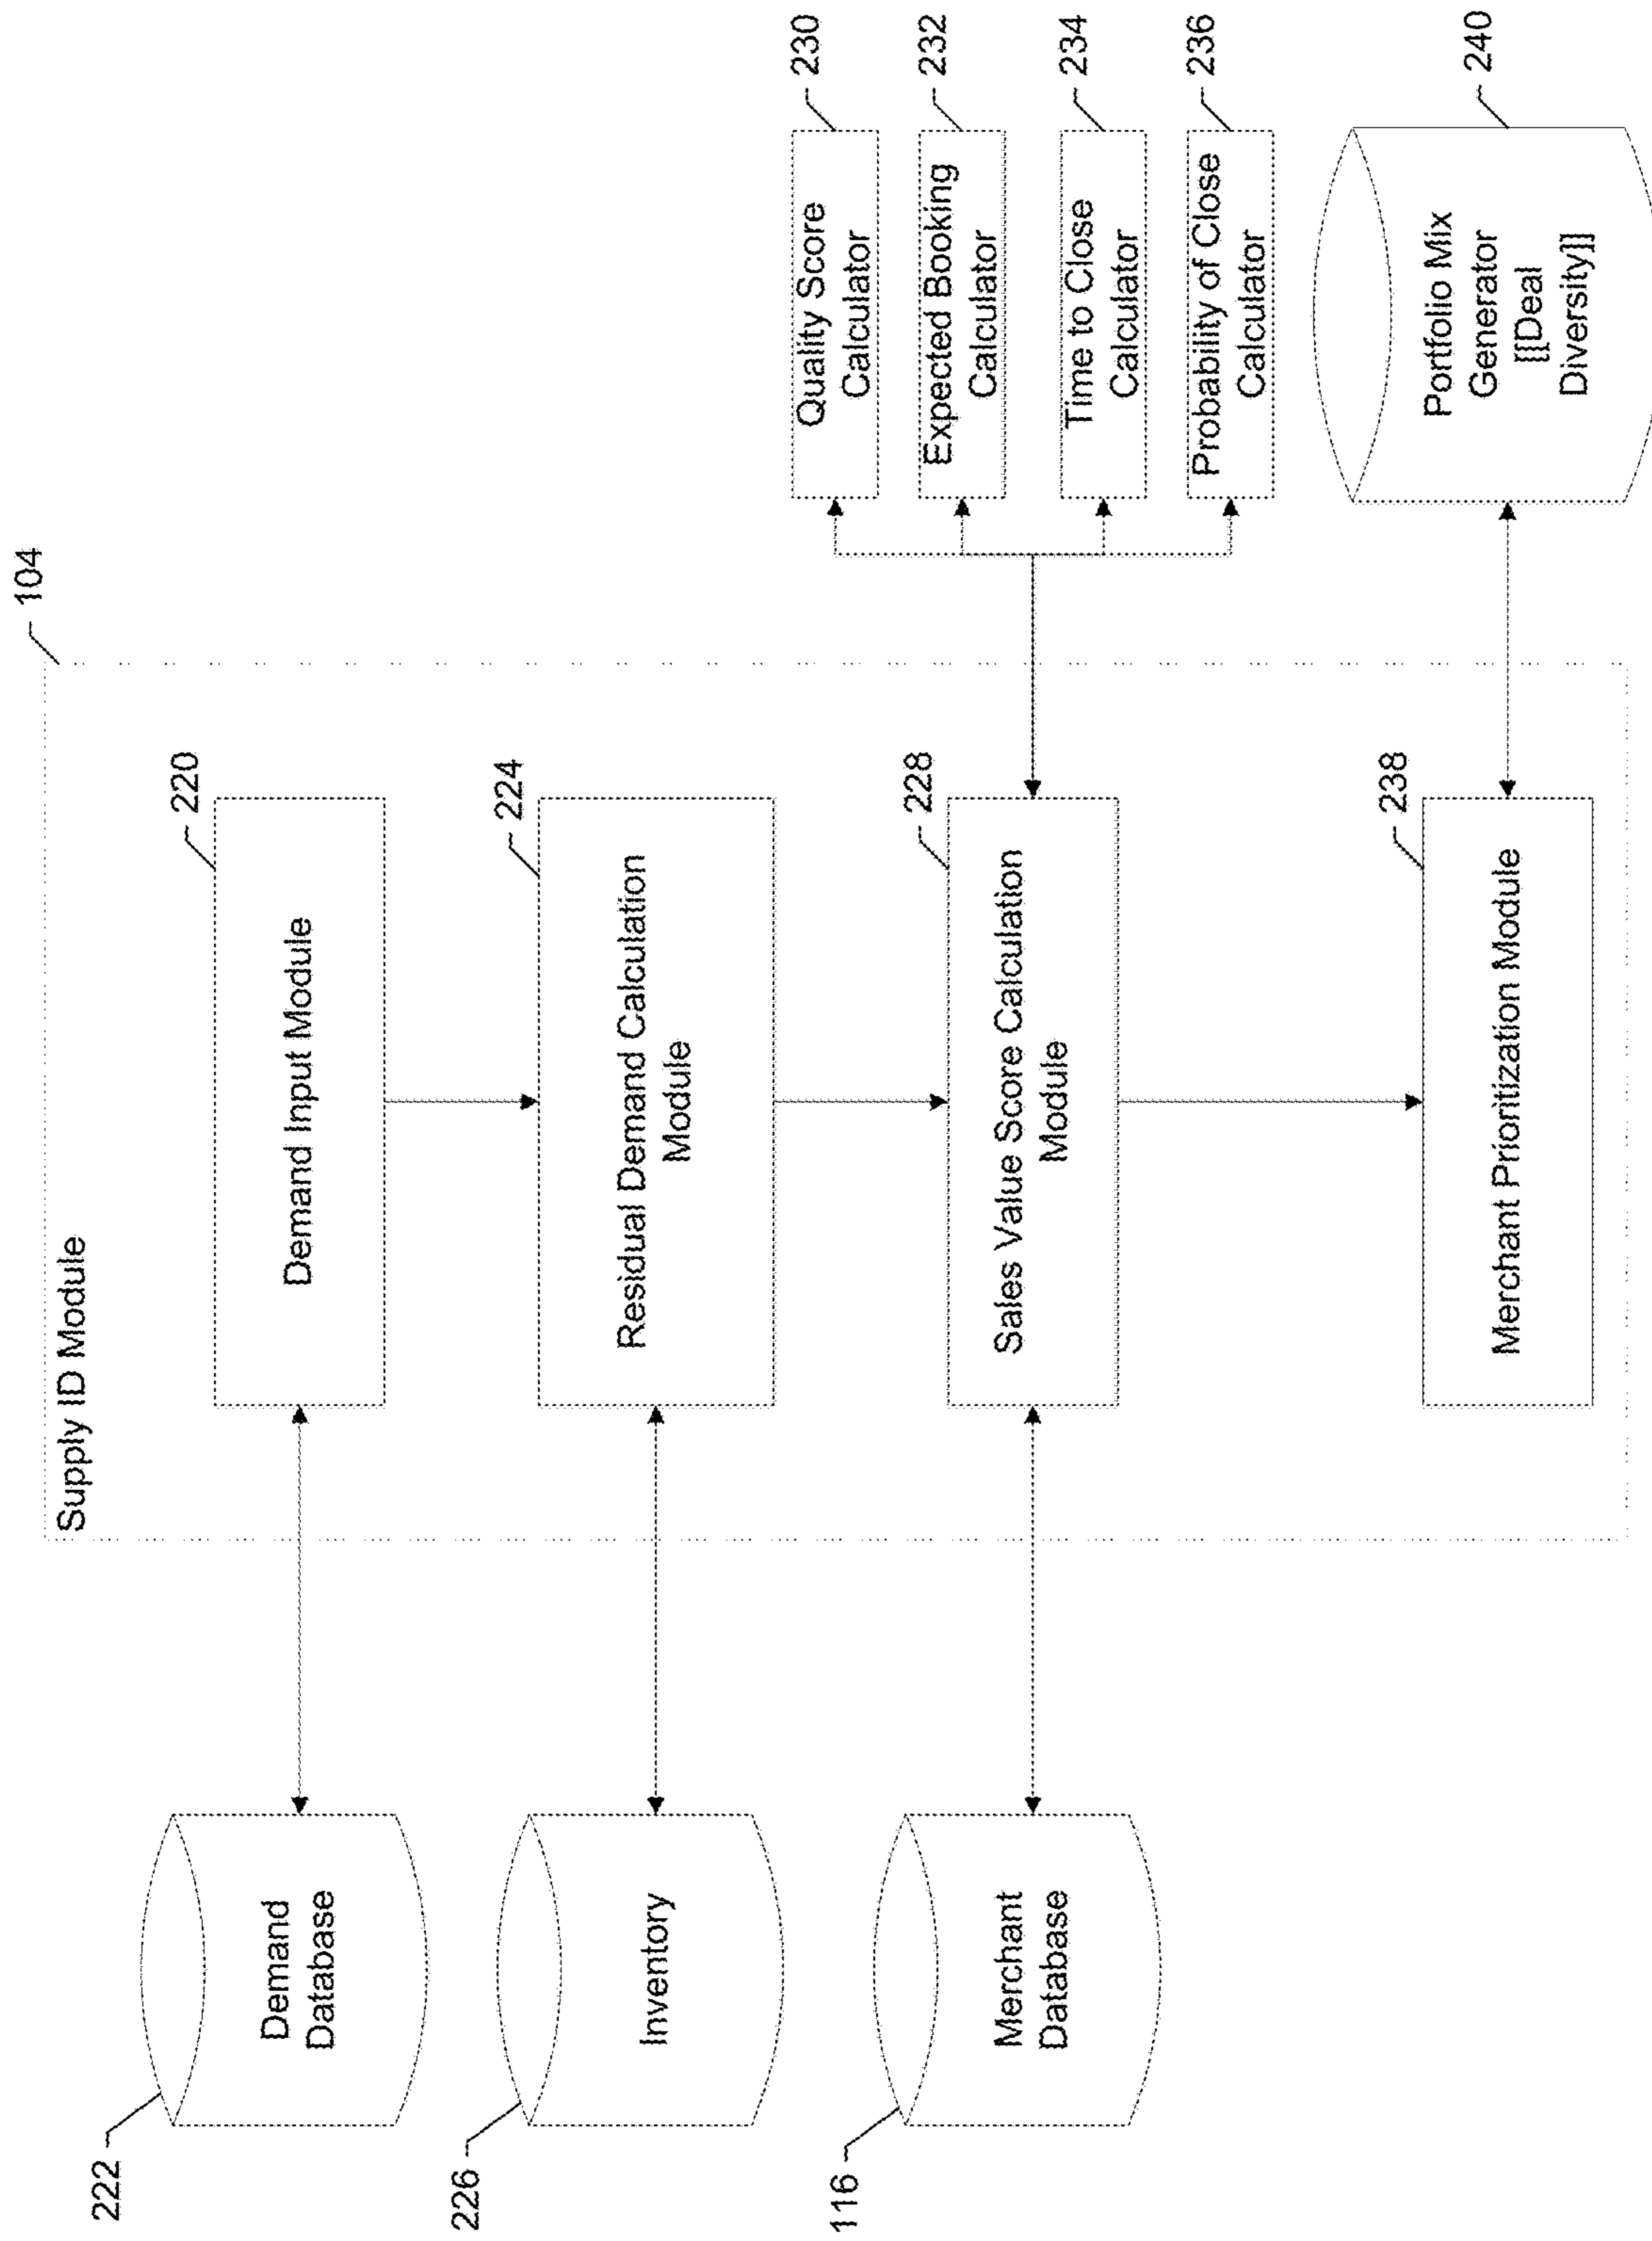 104
Supply ID Module
222
Demand
Database
220
Demand Input Module
230
Quality Score
Calculator
226
Inventory
224
Residual Demand Calculation
Module
232
Expected Booking
Calculator
116
Merchant
Database
228
Sales Value Score Calculation
Module
234
Time to Close
Calculator
236
Probability of Close
Calculator
238
Merchant Prioritization Module
240
Portfolio Mix
Generator
[[Deal
Diversity]]